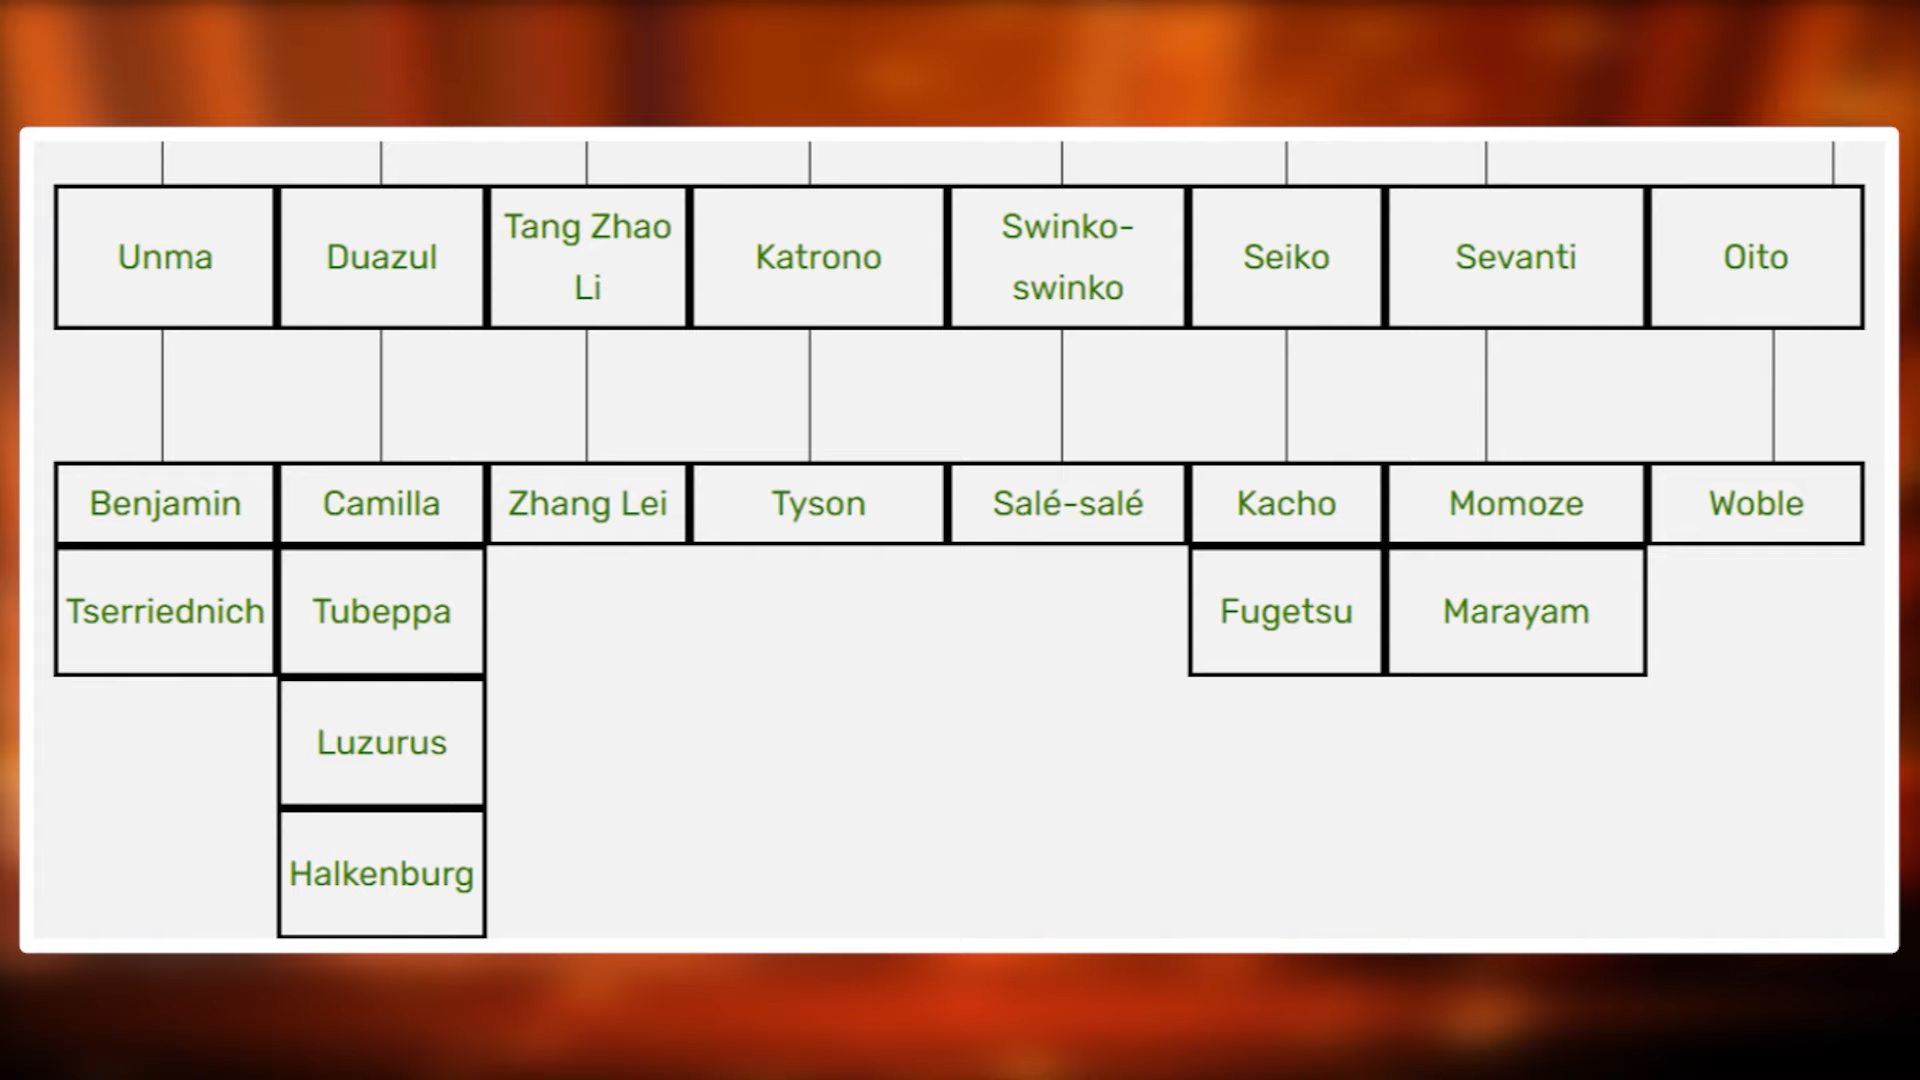 Unma
Duazul
Tang Zhao
Li
Katrono
Swinko-
swinko
Seiko
Sevanti
Oito
Benjamin
Camilla
Zhang Lei
Tyson
Salé-salé
Kacho
Momoze
Woble
Tserriednich
Tubeppa
Fugetsu
Marayam
Luzurus
Halkenburg